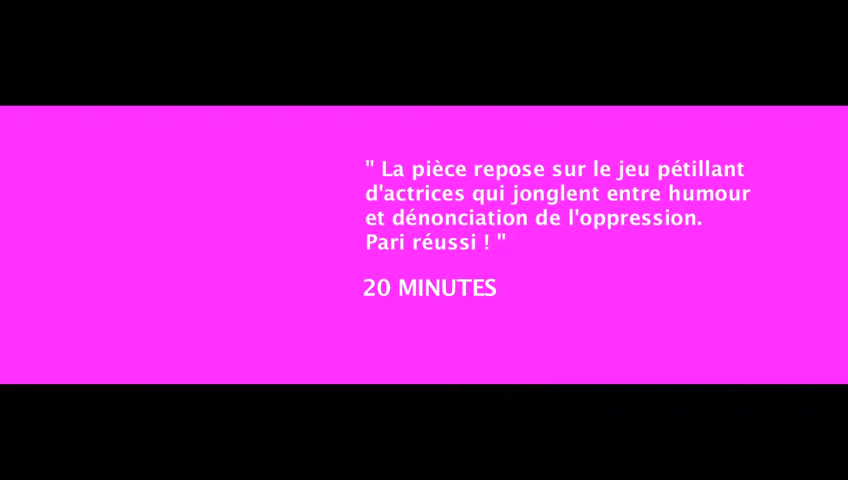 " La pièce repose sur le jeu pétillant
d'actrices qui jonglent entre humour
et dénonciation de l'oppression.
Pari réussi ! "
20 MINUTES